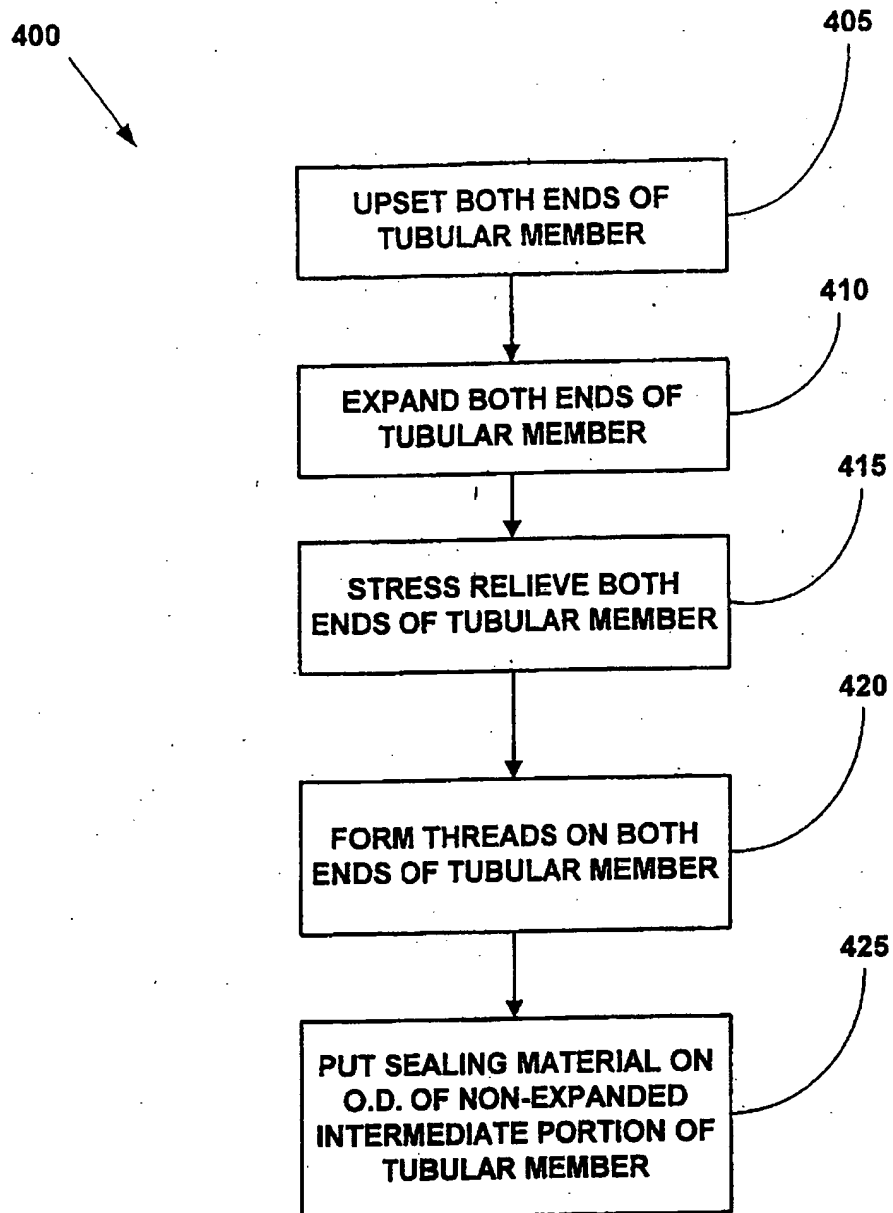 400
405
UPSET BOTH ENDS OF
TUBULAR MEMBER
410
EXPAND BOTH ENDS OF
TUBULAR MEMBER
415
STRESS RELIEVE BOTH
ENDS OF TUBULAR MEMBER
420
FORM THREADS ON BOTH
ENDS OF TUBULAR MEMBER
425
PUT SEALING MATERIAL ON
O.D. OF NON-EXPANDED
INTERMEDIATE PORTION OF
TUBULAR MEMBER